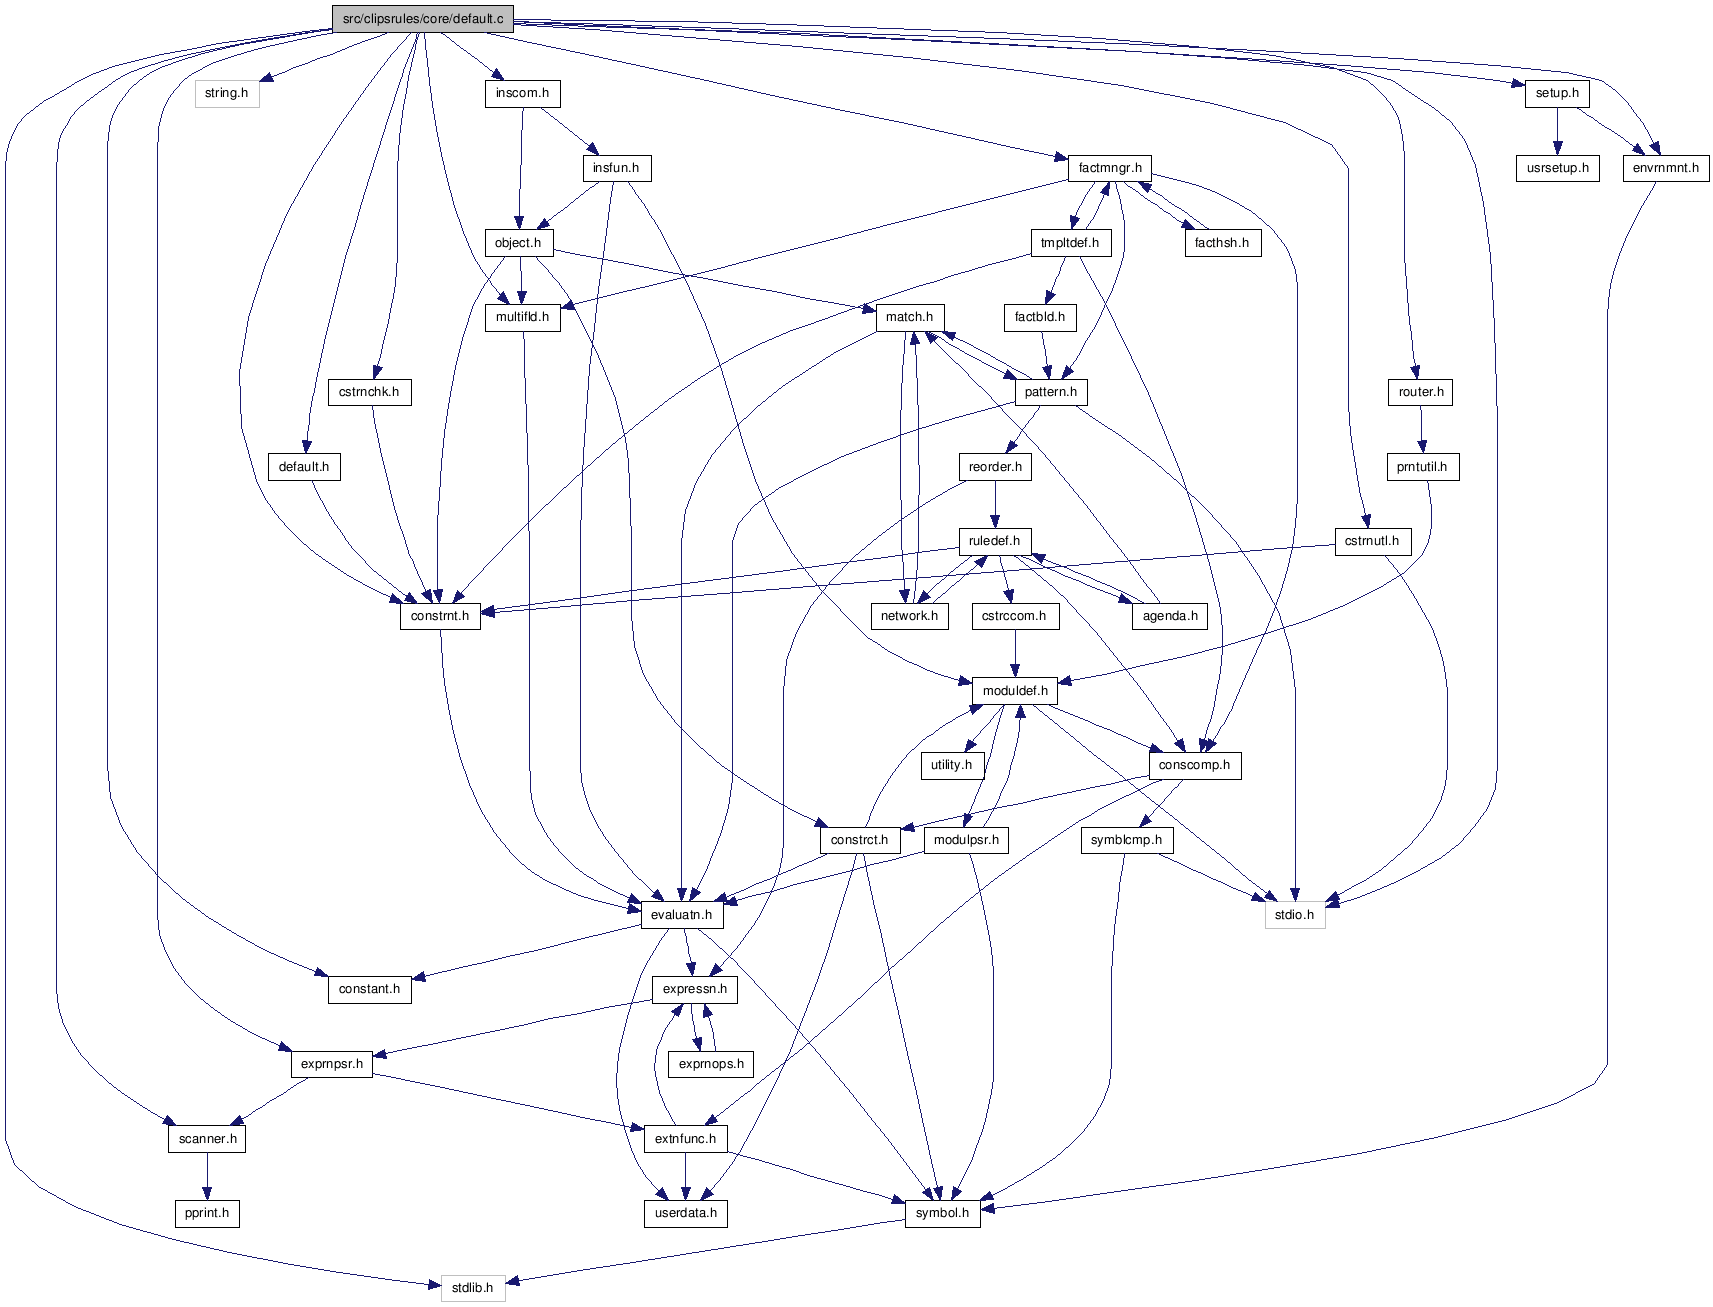 src/clipsrules/core/default.c
string.h
inscom.h
setup.h
insfun.h
factmngr.h
usrsetup.h
envrnmnt.h
object.h
tmpltdef.h
facthsh.h
multifld.h
match.h
factbld.h
cstrnchk.h
pattern.h
router.h
default.h
reorder.h
prntutil.h
ruledef.h
cstrnutl.h
constrnt.h
network.h
cstrccom.h
agenda.h
moduldef.h
utility.h
conscomp.h
constrct.h
modulpsr.h
symblcmp.h
evaluatn.h
stdio.h
constant.h
expressn.h
exprnpsr.h
exprnops.h
scanner.h
extnfunc.h
pprint.h
userdata.h
symbol.h
stdlib.h